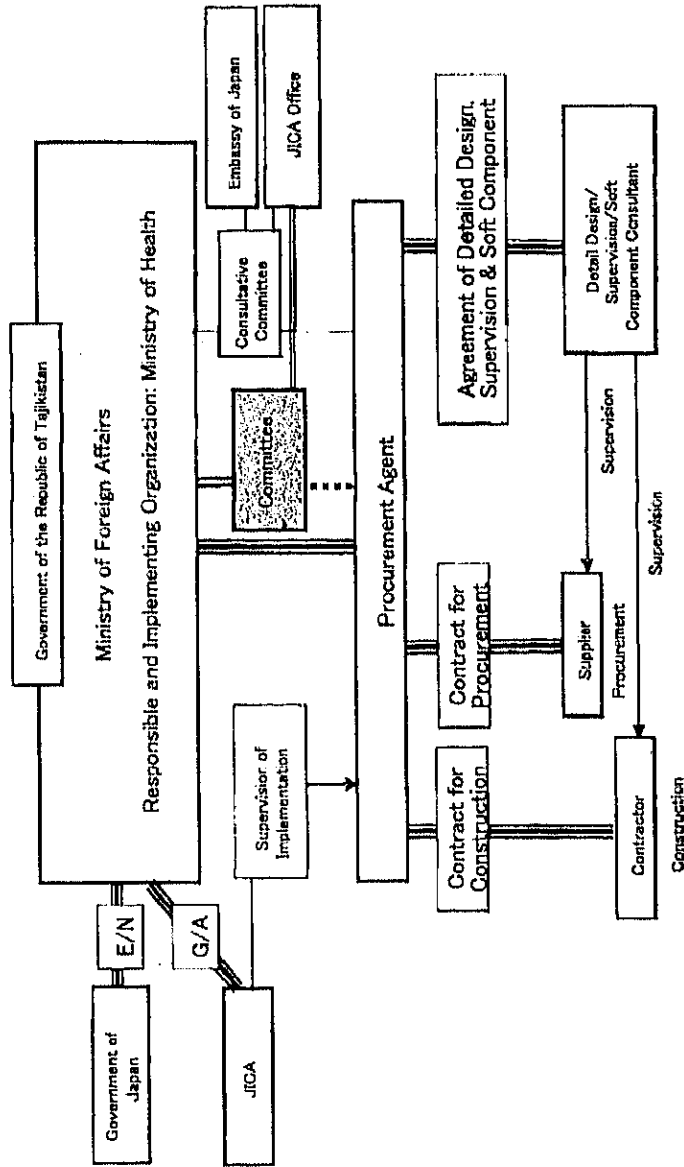 Government of the Republic of Tajikistan
Ministry of Foreign Affairs
Responsible and Implementing Organization: Ministry of Health
Government of
Japan
E/N
G/A
JICA
Supervision of
Implementation
Committee
Consultative
Committee
Embassy of Japan
JICA Office
Procurement Agent
Contract for
Construction
Contract for
Procurement
Agreement of Detailed Design,
Supervision & Soft Component
Contractor
Construction
Supplier
Procurement
Supervision
Supervision
Detail Design/
Supervision/Soft
Component Consultant